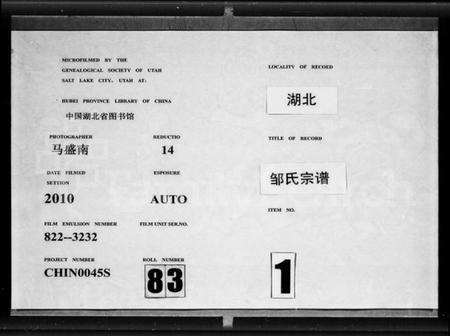 MICROFILMED BY THE
GENEALOGICAL SOCIETY OF UTAH
SALT LAKE CITY, UTAH AT:
HUBEI PROVINCE LIBRARY OF CHINA
中国湖北省图书馆
PHOTOGRAPHER
马盛南
REDUCTIO
14
DATE FILMED
SETTION
2010
EXPOSURE
AUTO
FILM EMULSION NUMBER
822--3232
FILM UNIT SER.NO.
PROJECT NUMBER
CHIN0045S
ROLL NUMBER
83
LOCALITY OF RECOED
湖北
TITLE OF RECORD
邹氏宗谱
ITEM NO.
1